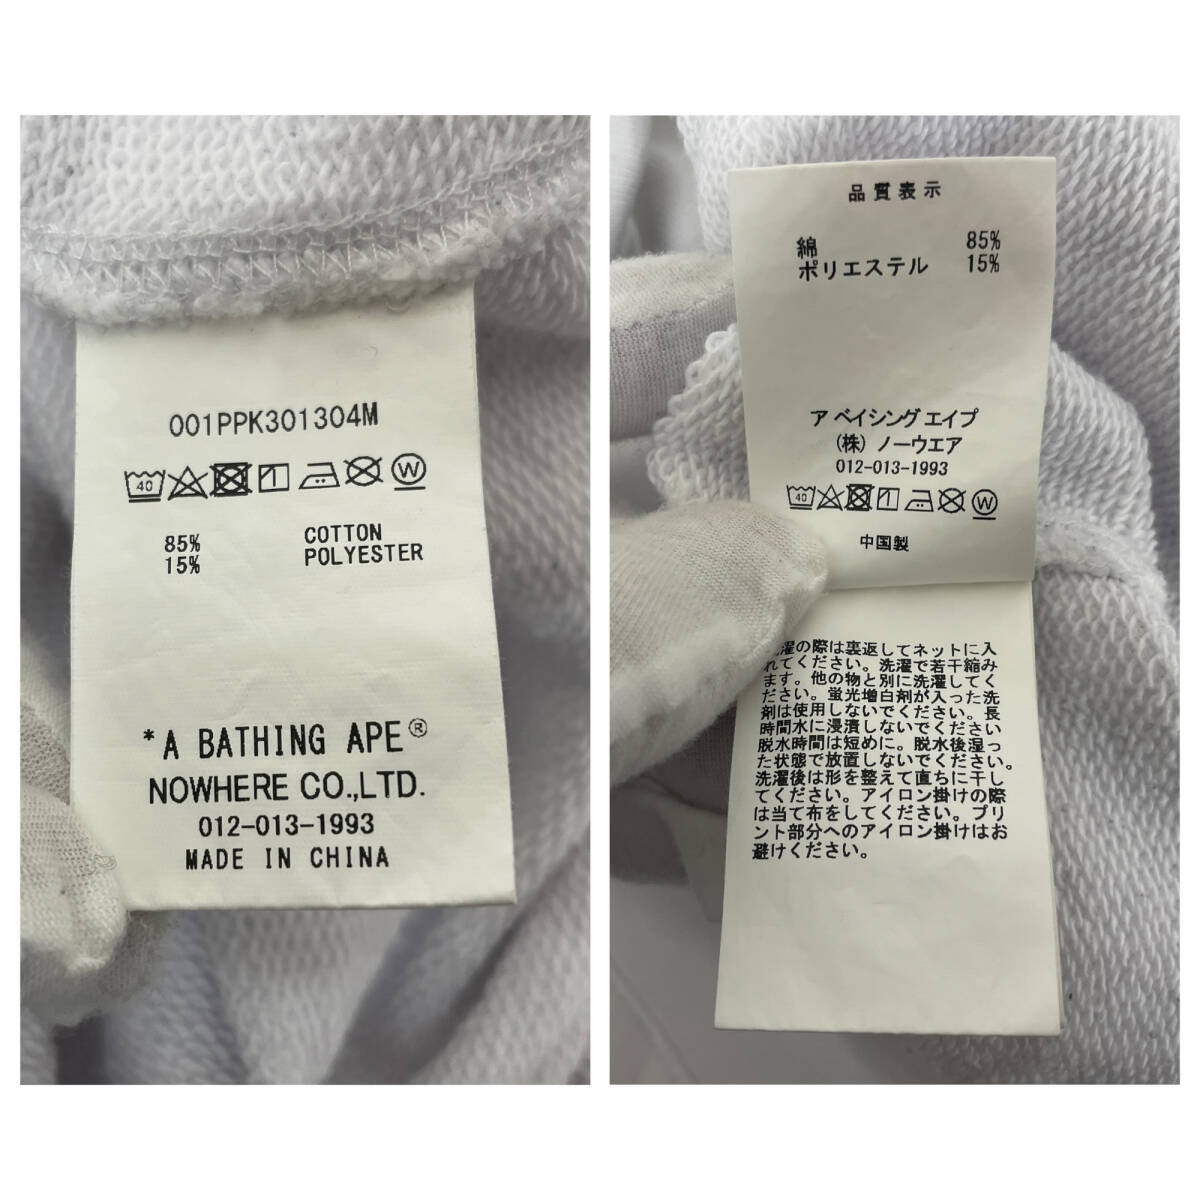 001PPK301304M
40 W
85% COTTON
15% POLYESTER
*A BATHING APE®
NOWHERE CO.,LTD.
012-013-1993
MADE IN CHINA
品質表示
綿 85%
ポリエステル 15%
ア ベイシング エイプ
(株) ノーウエア
012-013-1993
40 W
中国製
濯の際は裏返してネットに入
れてください。洗濯で若干縮み
ます。他の物と別に洗濯してく
ださい。蛍光増白剤が入った洗
剤は使用しないでください。長
時間水に浸漬しないでください
脱水時間は短めに。脱水後湿っ
た状態で放置しないでください。
洗濯後は形を整えて直ちに干し
てください。アイロン掛けの際
は当て布をしてください。プリ
ント部分へのアイロン掛けはお
避けください。